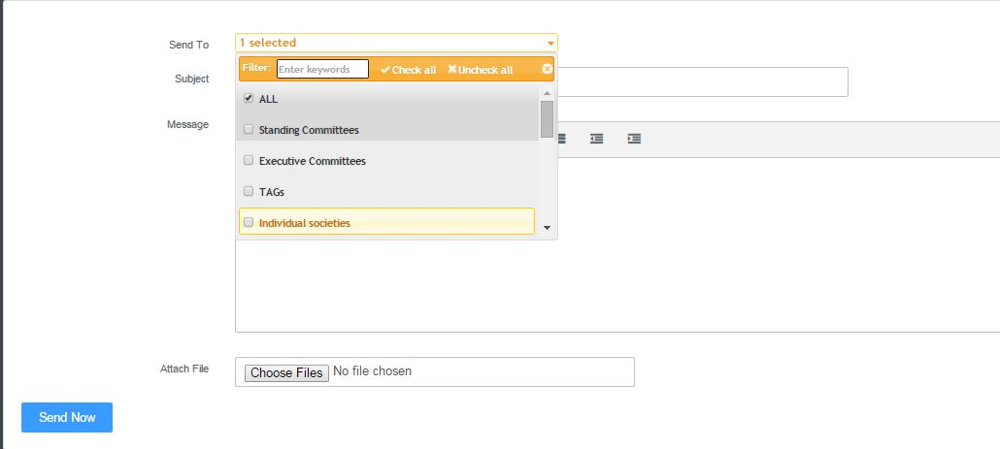 Send To
1 selected
Filter: Enter keywords Check all Uncheck all
Subject
ALL
Message
Standing Committees
Executive Committees
TAGs
Individual societies
Attach File
Choose Files No file chosen
Send Now